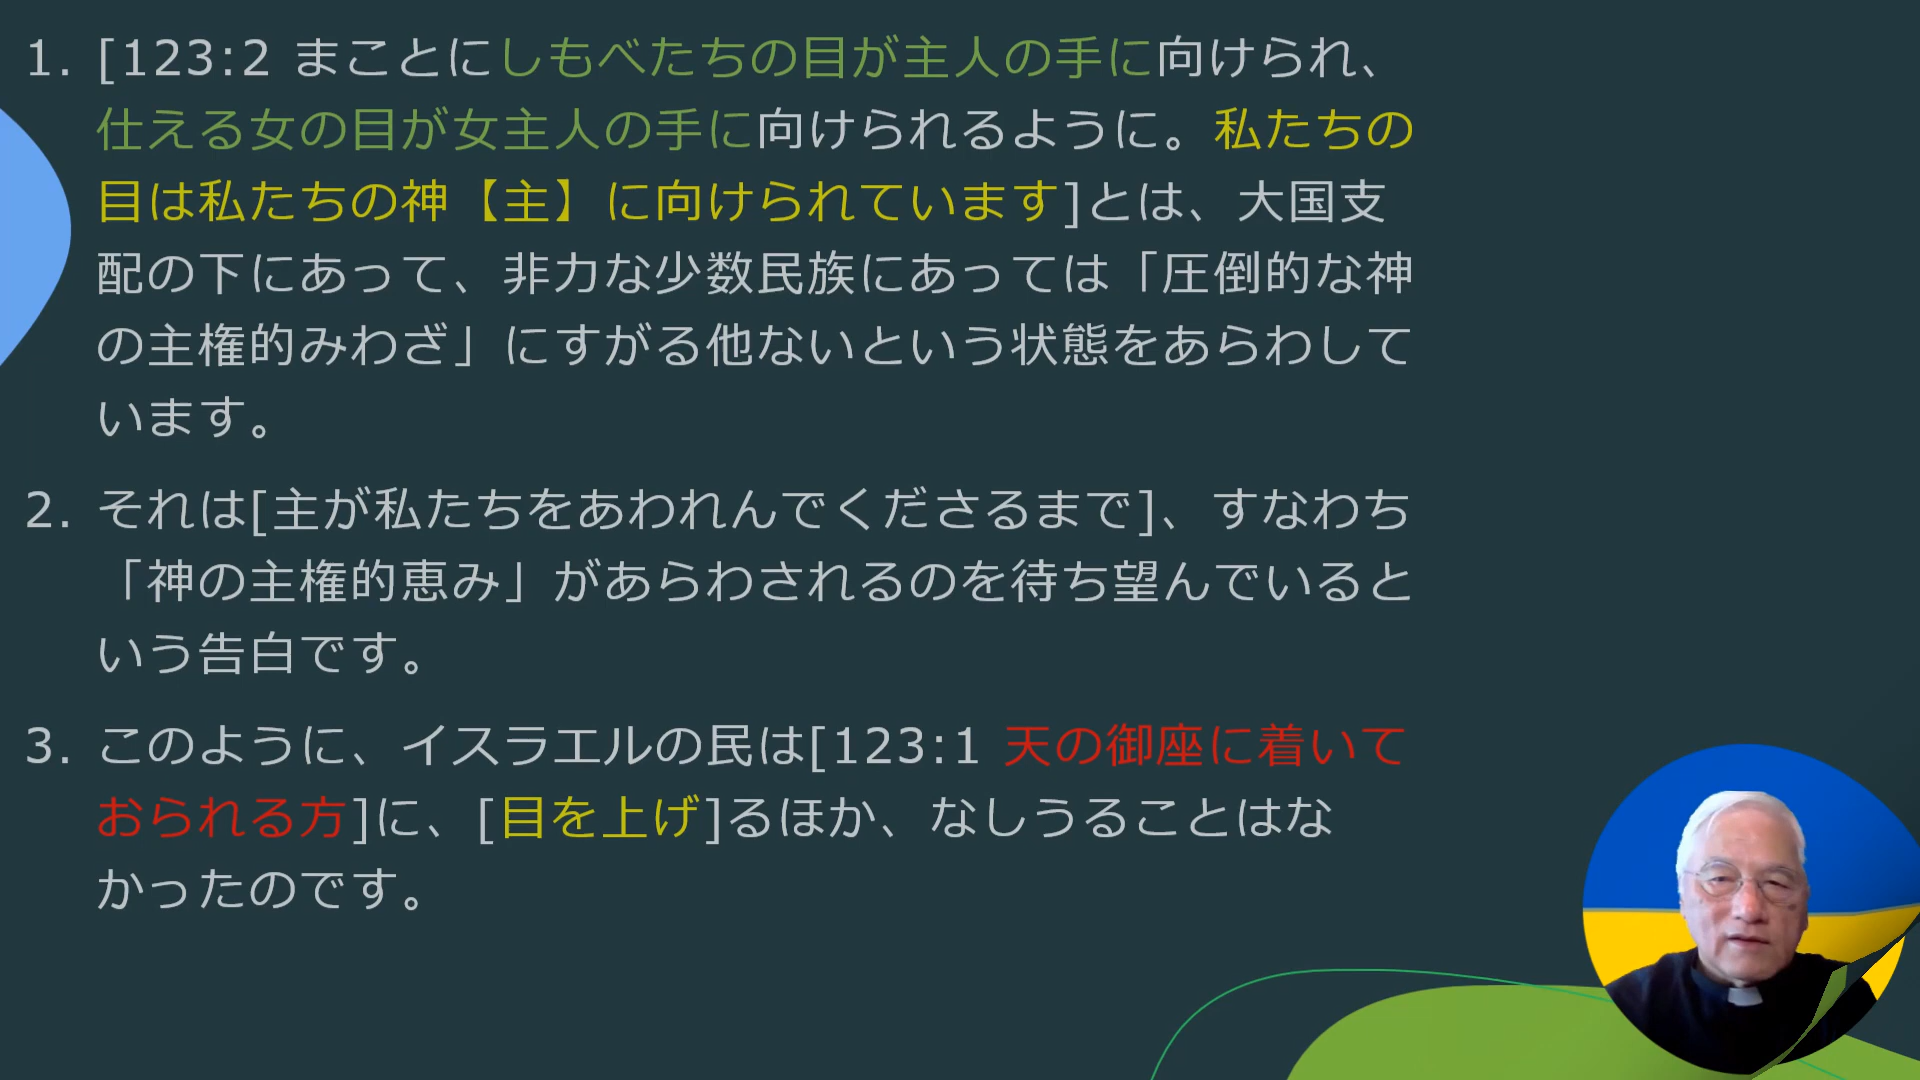 1. [123:2 まことにしもべたちの目が主人の手に向けられ、
仕える女の目が女主人の手に向けられるように。私たちの
目は私たちの神【主】に向けられています]とは、大国支
配の下にあって、非力な少数民族にあっては「圧倒的な神
の主権的みわざ」にすがる他ないという状態をあらわして
います。
2. それは[主が私たちをあわれんでくださるまで]、すなわち
「神の主権的恵み」があらわされるのを待ち望んでいると
いう告白です。
3. このように、イスラエルの民は[123:1 天の御座に着いて
おられる方]に、[目を上げ]るほか、なしうることはな
かったのです。